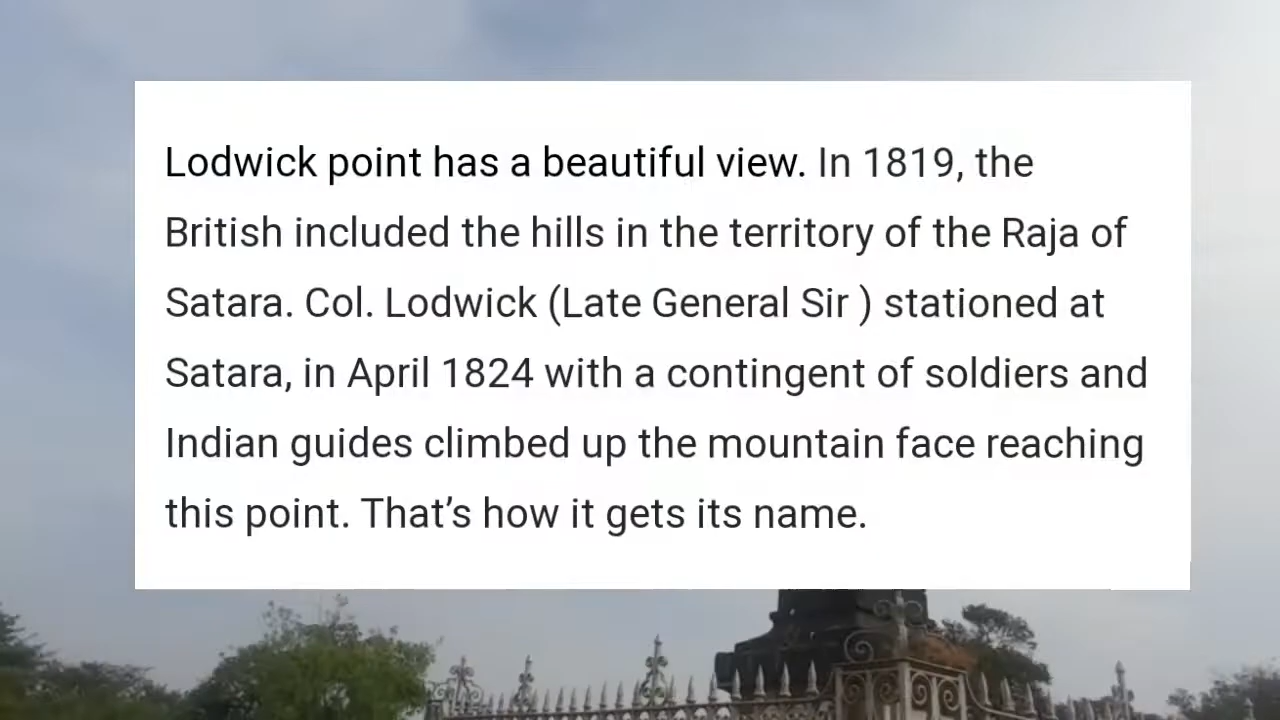 Lodwick point has a beautiful view. In 1819, the
British included the hills in the territory of the Raja of
Satara. Col. Lodwick (Late General Sir ) stationed at
Satara, in April 1824 with a contingent of soldiers and
Indian guides climbed up the mountain face reaching
this point. That’s how it gets its name.